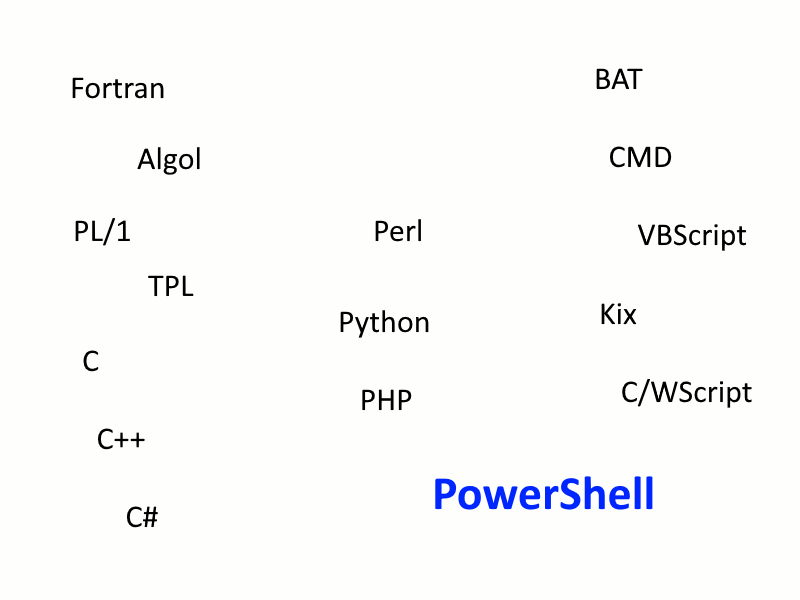 Fortran
Algol
PL/1
TPL
C
C++
C#
Perl
Python
PHP
BAT
CMD
VBScript
Kix
C/WScript
PowerShell